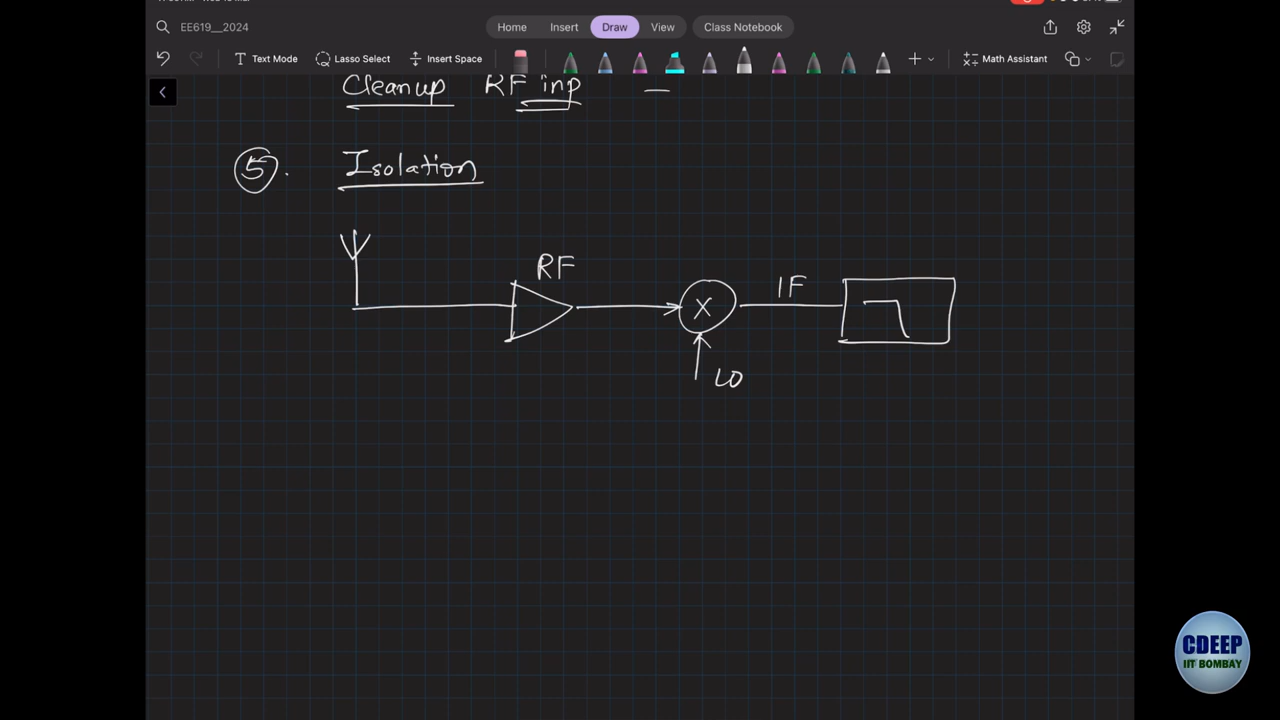 EE619__2024
Home Insert Draw View Class Notebook
Text Mode Lasso Select Insert Space Math Assistant
Cleanup RF inp —
5. Isolation
RF
IF
X
LO
CDEEP
IIT BOMBAY